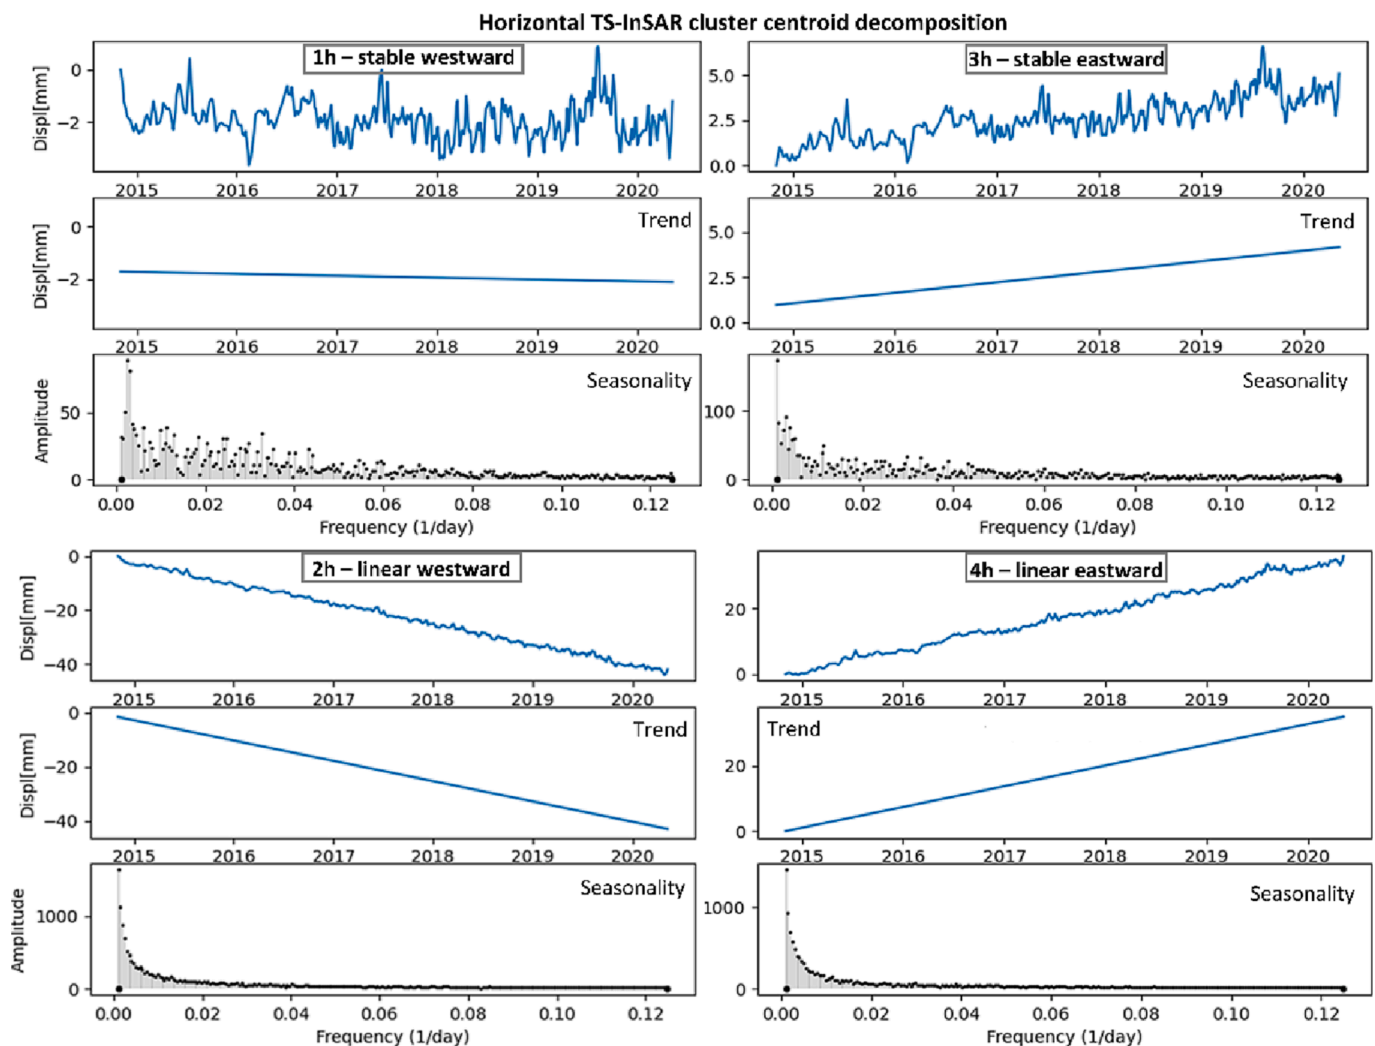 Horizontal TS-InSAR cluster centroid decomposition
1h – stable westward
Displ[mm]
0
−2
2015 2016 2017 2018 2019 2020
Trend
Displ[mm]
0
−2
2015 2016 2017 2018 2019 2020
Seasonality
Amplitude
50
0
0.00 0.02 0.04 0.06 0.08 0.10 0.12
Frequency (1/day)
3h – stable eastward
5.0
2.5
0.0
2015 2016 2017 2018 2019 2020
Trend
5.0
2.5
0.0
2015 2016 2017 2018 2019 2020
Seasonality
100
0
0.00 0.02 0.04 0.06 0.08 0.10 0.12
Frequency (1/day)
2h – linear westward
Displ[mm]
0
−20
−40
2015 2016 2017 2018 2019 2020
Trend
Displ[mm]
0
−20
−40
2015 2016 2017 2018 2019 2020
Seasonality
Amplitude
1000
0
0.00 0.02 0.04 0.06 0.08 0.10 0.12
Frequency (1/day)
4h – linear eastward
20
0
2015 2016 2017 2018 2019 2020
Trend
20
0
2015 2016 2017 2018 2019 2020
Seasonality
1000
0
0.00 0.02 0.04 0.06 0.08 0.10 0.12
Frequency (1/day)